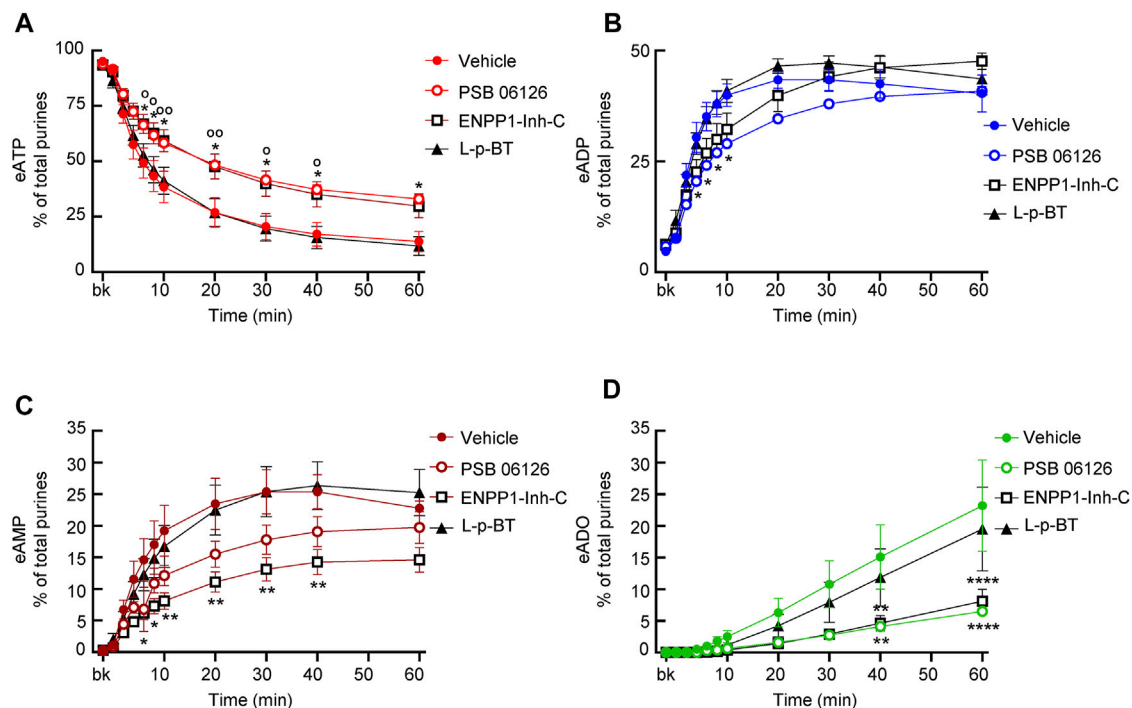 A
eATP
% of total purines
100
75
50
25
0
bk 10 20 30 40 50 60
Time (min)
o o oo oo o o
* * * * * * *
Vehicle
PSB 06126
ENPP1-Inh-C
L-p-BT
B
eADP
% of total purines
50
25
0
bk 10 20 30 40 50 60
Time (min)
* * * *
Vehicle
PSB 06126
ENPP1-Inh-C
L-p-BT
C
eAMP
% of total purines
35
30
25
20
15
10
5
0
bk 10 20 30 40 50 60
Time (min)
* * ** ** ** **
Vehicle
PSB 06126
ENPP1-Inh-C
L-p-BT
D
eADO
% of total purines
35
30
25
20
15
10
5
0
bk 10 20 30 40 50 60
Time (min)
** ****
** ****
Vehicle
PSB 06126
ENPP1-Inh-C
L-p-BT